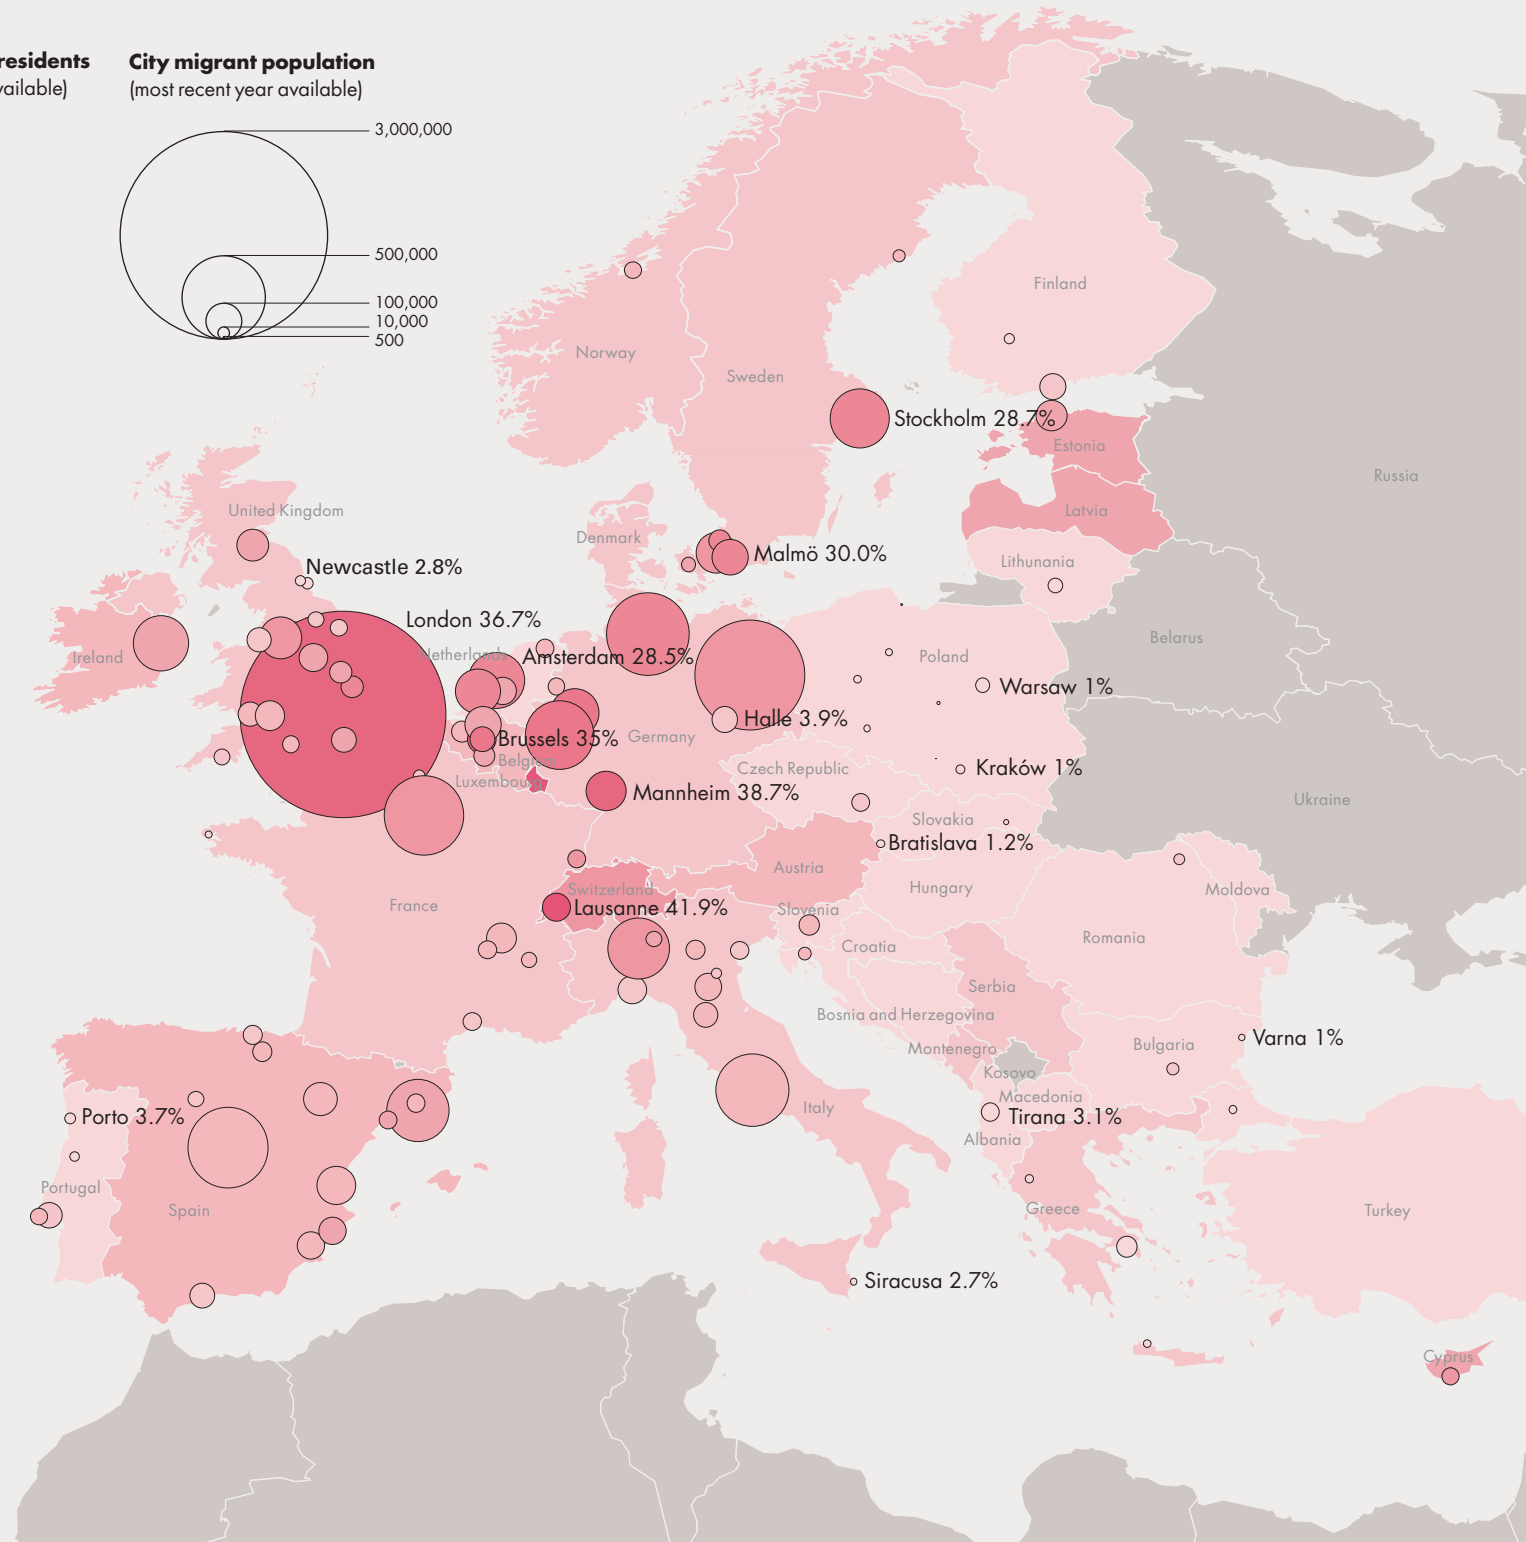 residents
vailable)
City migrant population
(most recent year available)
3,000,000
500,000
100,000
10,000
500
Finland
Norway
Sweden
Stockholm 28.7%
Estonia
Russia
United Kingdom
Latvia
Denmark
Malmö 30.0%
Lithunania
Newcastle 2.8%
London 36.7%
Belarus
Ireland
Netherlands
Amsterdam 28.5%
Poland
Warsaw 1%
Halle 3.9%
Brussels 35%
Germany
Belgium
Czech Republic
Kraków 1%
Luxembourg
Mannheim 38.7%
Ukraine
Slovakia
Bratislava 1.2%
Austria
Switzerland
Hungary
Moldova
France
Lausanne 41.9%
Slovenia
Croatia
Romania
Serbia
Bosnia and Herzegovina
Montenegro
Bulgaria
Varna 1%
Kosovo
Macedonia
Porto 3.7%
Italy
Tirana 3.1%
Albania
Portugal
Spain
Greece
Turkey
Siracusa 2.7%
Cyprus